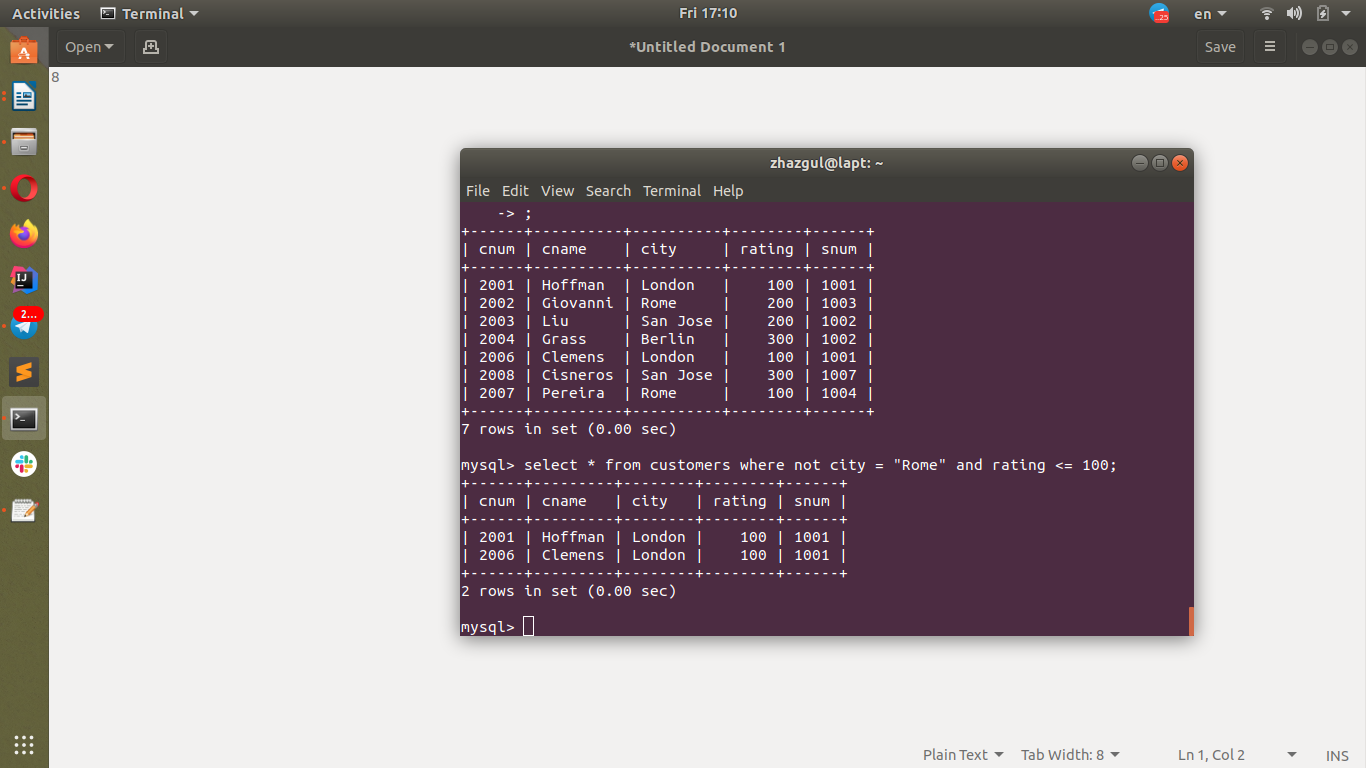 Activities Terminal Fri 17:10 25 en
Open *Untitled Document 1 Save
8
zhazgul@lapt: ~
File Edit View Search Terminal Help
    -> ;
+------+----------+----------+--------+------+
| cnum | cname    | city     | rating | snum |
+------+----------+----------+--------+------+
| 2001 | Hoffman  | London   |    100 | 1001 |
| 2002 | Giovanni | Rome     |    200 | 1003 |
| 2003 | Liu      | San Jose |    200 | 1002 |
| 2004 | Grass    | Berlin   |    300 | 1002 |
| 2006 | Clemens  | London   |    100 | 1001 |
| 2008 | Cisneros | San Jose |    300 | 1007 |
| 2007 | Pereira  | Rome     |    100 | 1004 |
+------+----------+----------+--------+------+
7 rows in set (0.00 sec)
mysql> select * from customers where not city = "Rome" and rating <= 100;
+------+---------+--------+--------+------+
| cnum | cname   | city   | rating | snum |
+------+---------+--------+--------+------+
| 2001 | Hoffman | London |    100 | 1001 |
| 2006 | Clemens | London |    100 | 1001 |
+------+---------+--------+--------+------+
2 rows in set (0.00 sec)
mysql>
IJ
2...
Plain Text Tab Width: 8 Ln 1, Col 2 INS